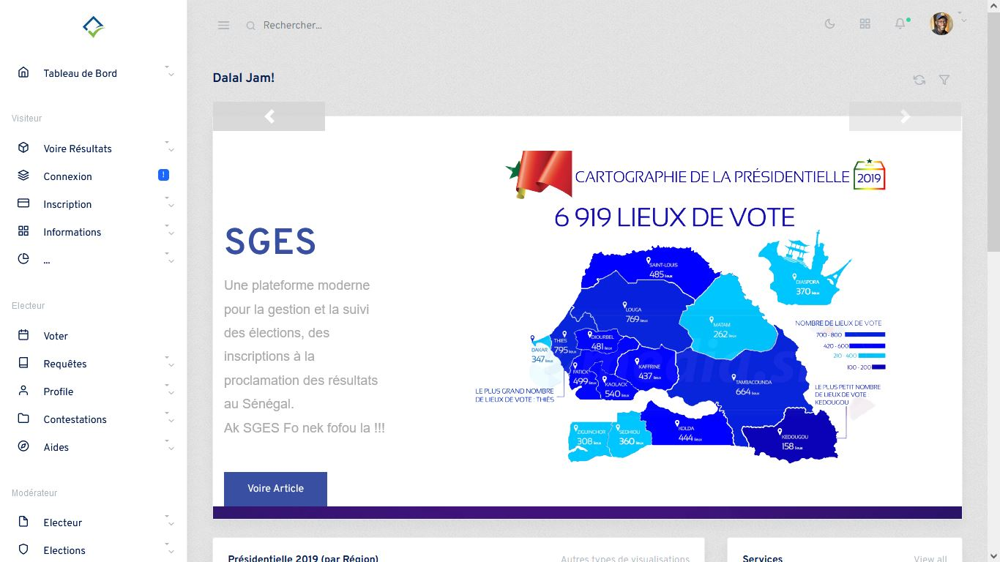 Rechercher...
Tableau de Bord
Visiteur
Voire Résultats
Connexion
!
Inscription
Informations
...
Electeur
Voter
Requêtes
Profile
Contestations
Aides
Modérateur
Electeur
Elections
Dalal Jam!
SGES
Une plateforme moderne
pour la gestion et la suivi
des élections, des
inscriptions à la
proclamation des résultats
au Sénégal.
Ak SGES Fo nek fofou la !!!
Voire Article
CARTOGRAPHIE DE LA PRÉSIDENTIELLE 2019
6 919 LIEUX DE VOTE
SAINT-LOUIS
485 lieux
DIASPORA
370 lieux
LOUGA
769 lieux
MATAM
262 lieux
NOMBRE DE LIEUX DE VOTE
700 - 800
420 - 600
210 - 400
100 - 200
DAKAR
347 lieux
THIES
795 lieux
DIOURBEL
481 lieux
FATICK
499 lieux
KAOLACK
540 lieux
KAFFRINE
437 lieux
TAMBACOUNDA
664 lieux
LE PLUS GRAND NOMBRE
DE LIEUX DE VOTE : THIÈS
LE PLUS PETIT NOMBRE
DE LIEUX DE VOTE :
KEDOUGOU
ZIGUINCHOR
308 lieux
SEDHIOU
360 lieux
KOLDA
444 lieux
KEDOUGOU
158 lieux
Présidentielle 2019 (par Région)
Autres types de visualisations
Services
View all